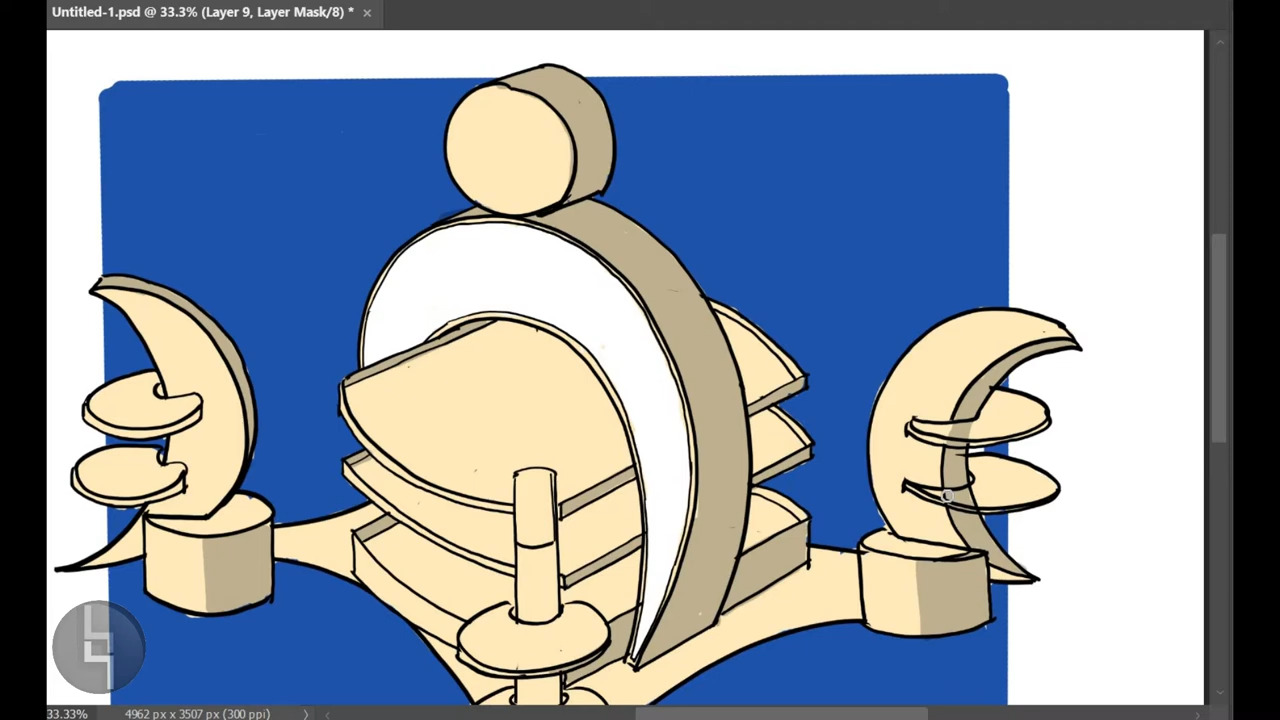 Untitled-1.psd @ 33.3% (Layer 9, Layer Mask/8) *
33.33%
4962 px x 3507 px (300 ppi)